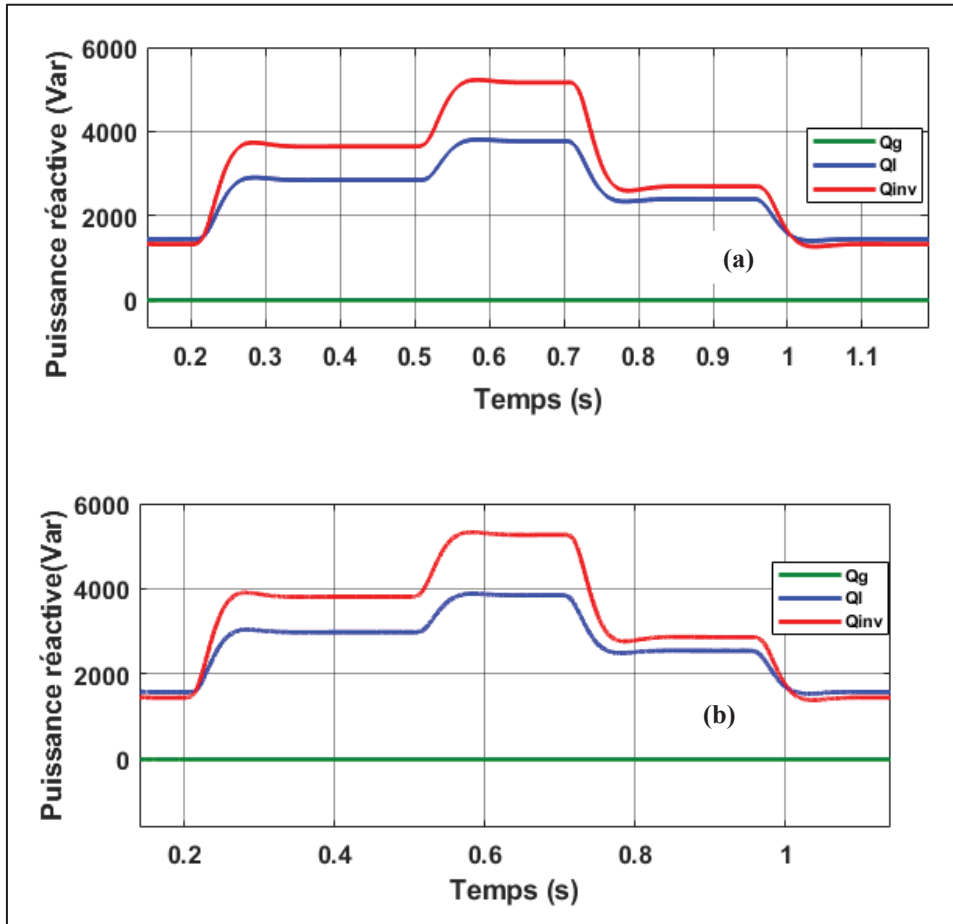 Puissance réactive (Var)
6000
4000
2000
0
Qg
Ql
Qinv
(a)
0.2 0.3 0.4 0.5 0.6 0.7 0.8 0.9 1 1.1
Temps (s)
Puissance réactive(Var)
6000
4000
2000
0
Qg
Ql
Qinv
(b)
0.2 0.4 0.6 0.8 1
Temps (s)